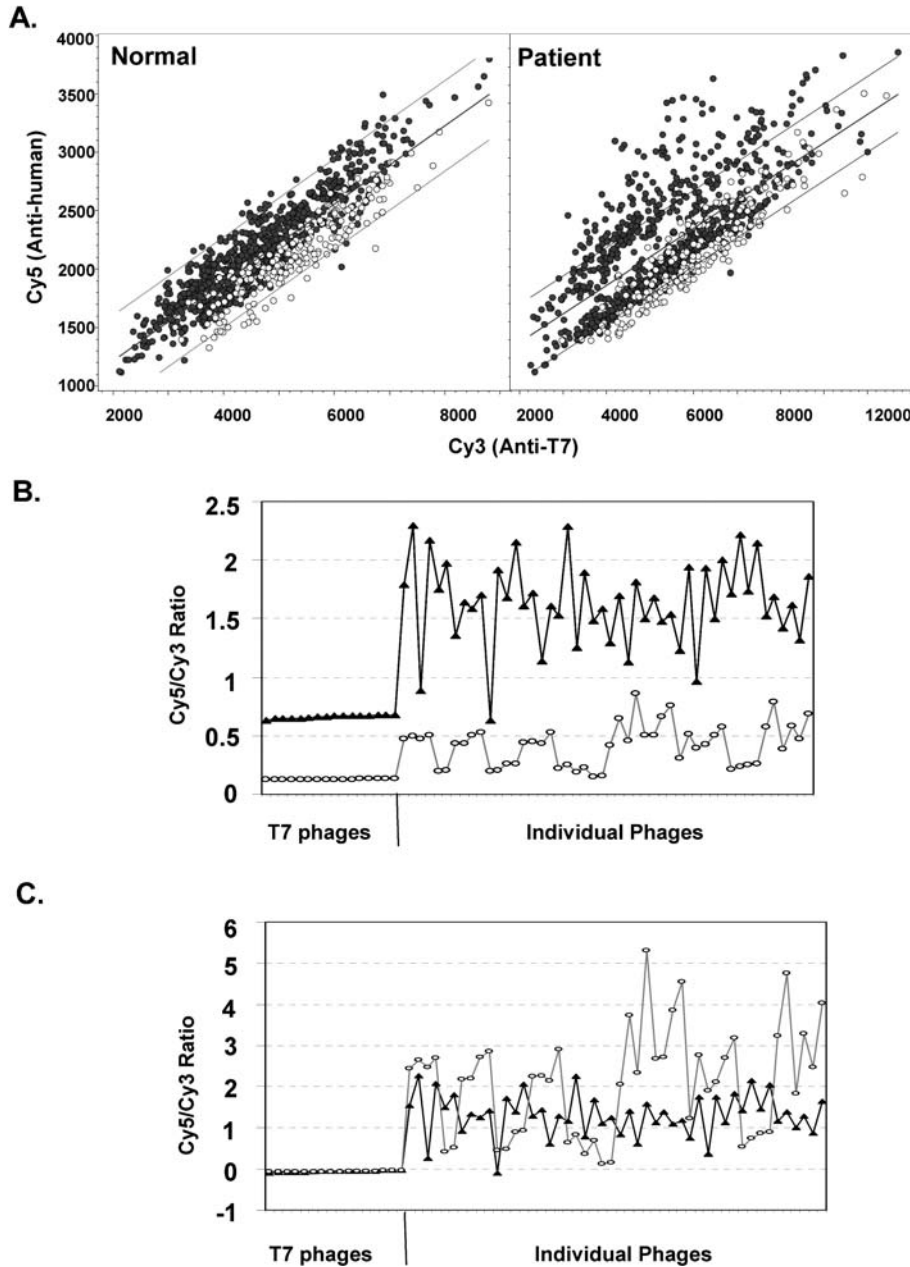 A.
Normal
Patient
4000
3500
3000
2500
2000
1500
1000
Cy5 (Anti-human)
2000 4000 6000 8000
2000 4000 6000 8000 12000
Cy3 (Anti-T7)
B.
2.5
2
1.5
1
0.5
0
Cy5/Cy3 Ratio
T7 phages
Individual Phages
C.
6
5
4
3
2
1
0
-1
Cy5/Cy3 Ratio
T7 phages
Individual Phages